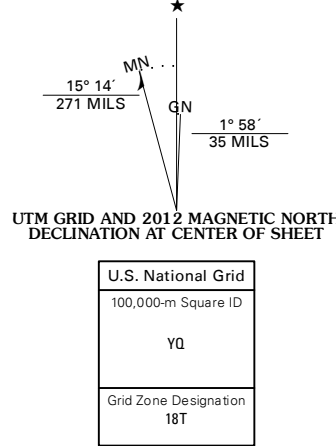 ★
MN
15° 14´
271 MILS
GN
1° 58´
35 MILS
UTM GRID AND 2012 MAGNETIC NORTH
DECLINATION AT CENTER OF SHEET
U.S. National Grid
100,000-m Square ID
YQ
Grid Zone Designation
18T